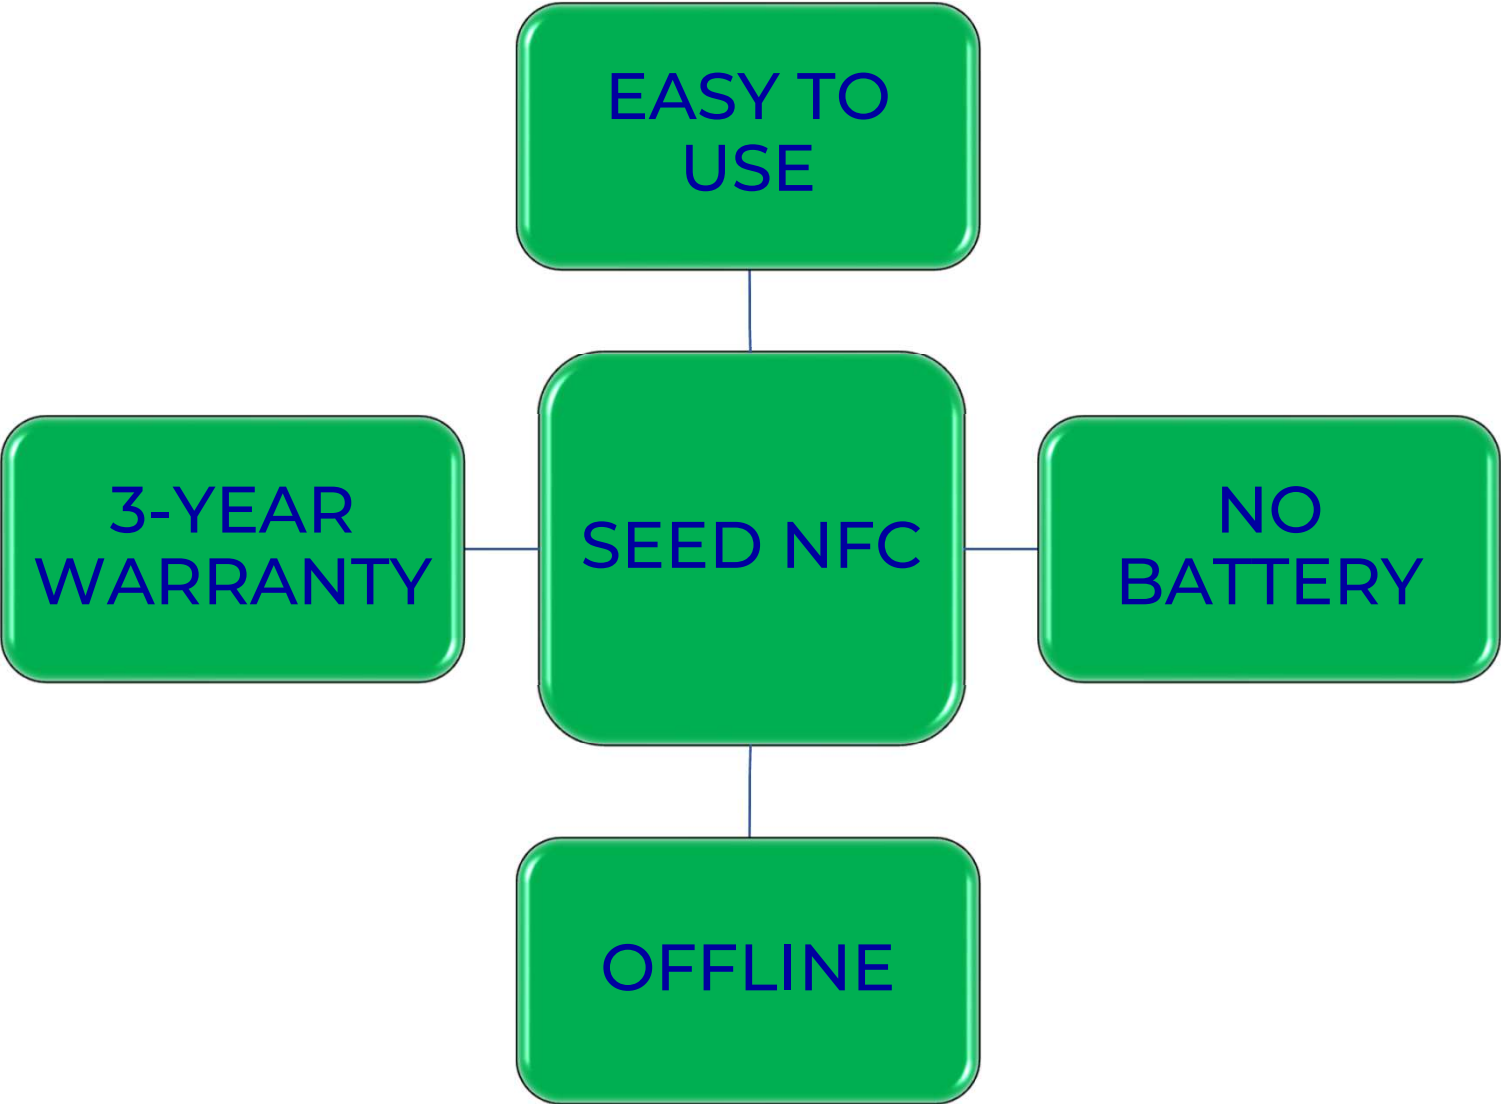 EASY TO
USE
3-YEAR
WARRANTY
SEED NFC
NO
BATTERY
OFFLINE